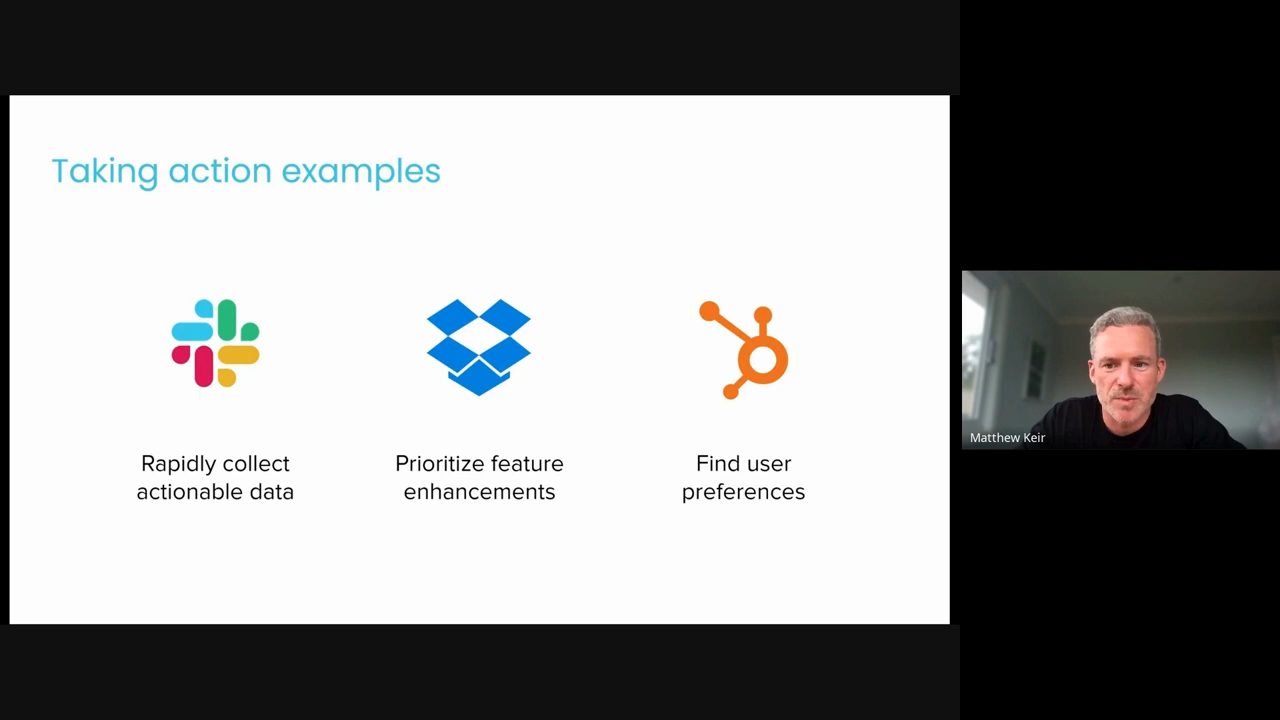 Taking action examples
Rapidly collect
actionable data
Prioritize feature
enhancements
Find user
preferences
Matthew Keir